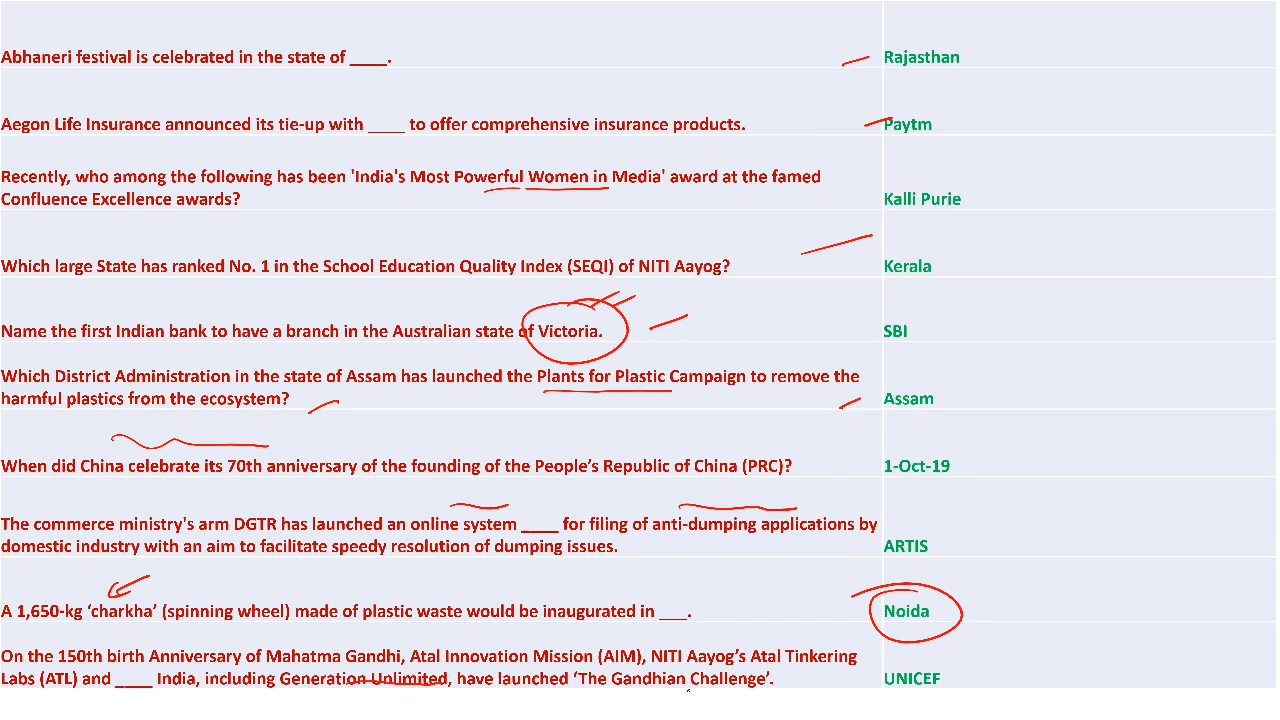 Abhaneri festival is celebrated in the state of ____.
Rajasthan
Aegon Life Insurance announced its tie-up with ____ to offer comprehensive insurance products.
Paytm
Recently, who among the following has been 'India's Most Powerful Women in Media' award at the famed
Confluence Excellence awards?
Kalli Purie
Which large State has ranked No. 1 in the School Education Quality Index (SEQI) of NITI Aayog?
Kerala
Name the first Indian bank to have a branch in the Australian state of Victoria.
SBI
Which District Administration in the state of Assam has launched the Plants for Plastic Campaign to remove the
harmful plastics from the ecosystem?
Assam
When did China celebrate its 70th anniversary of the founding of the People’s Republic of China (PRC)?
1-Oct-19
The commerce ministry's arm DGTR has launched an online system ____ for filing of anti-dumping applications by
domestic industry with an aim to facilitate speedy resolution of dumping issues.
ARTIS
A 1,650-kg ‘charkha’ (spinning wheel) made of plastic waste would be inaugurated in ___.
Noida
On the 150th birth Anniversary of Mahatma Gandhi, Atal Innovation Mission (AIM), NITI Aayog’s Atal Tinkering
Labs (ATL) and ____ India, including Generation Unlimited, have launched ‘The Gandhian Challenge’.
UNICEF